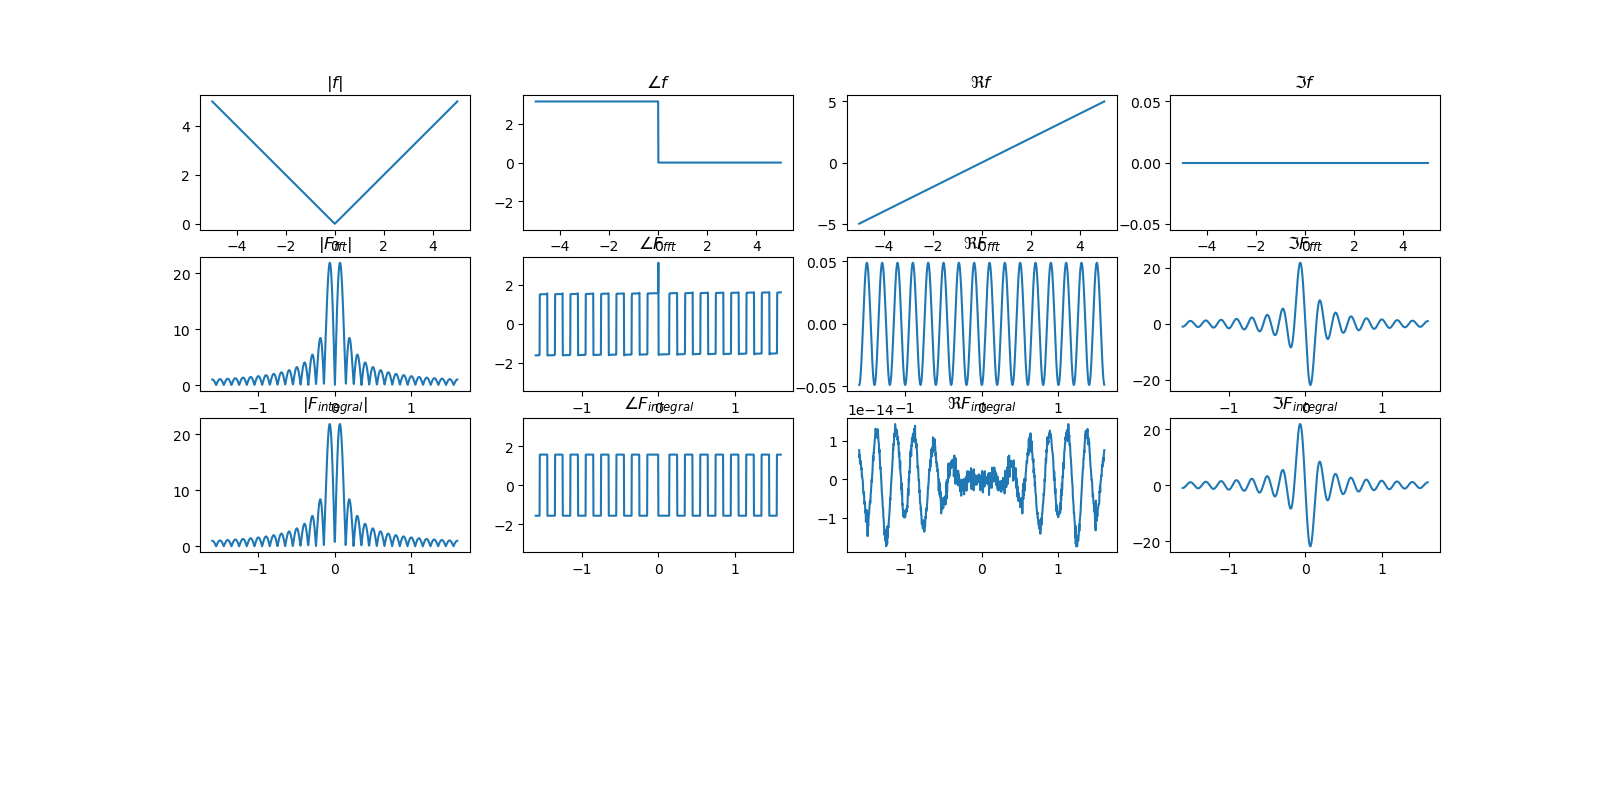 |f| ∠f ℜf ℑf
4 2 0
2 0 −2
5 0 −5
0.05 0.00 −0.05
−4 −2 0 2 4
−4 −2 0 2 4
−4 −2 0 2 4
−4 −2 0 2 4
|F_fft| ∠F_fft ℜF_fft ℑF_fft
20 10 0
2 0 −2
0.05 0.00 −0.05
20 0 −20
−1 0 1
−1 0 1
−1 0 1
−1 0 1
|F_integral| ∠F_integral ℜF_integral ℑF_integral
20 10 0
2 0 −2
1e−14
1 0 −1
20 0 −20
−1 0 1
−1 0 1
−1 0 1
−1 0 1